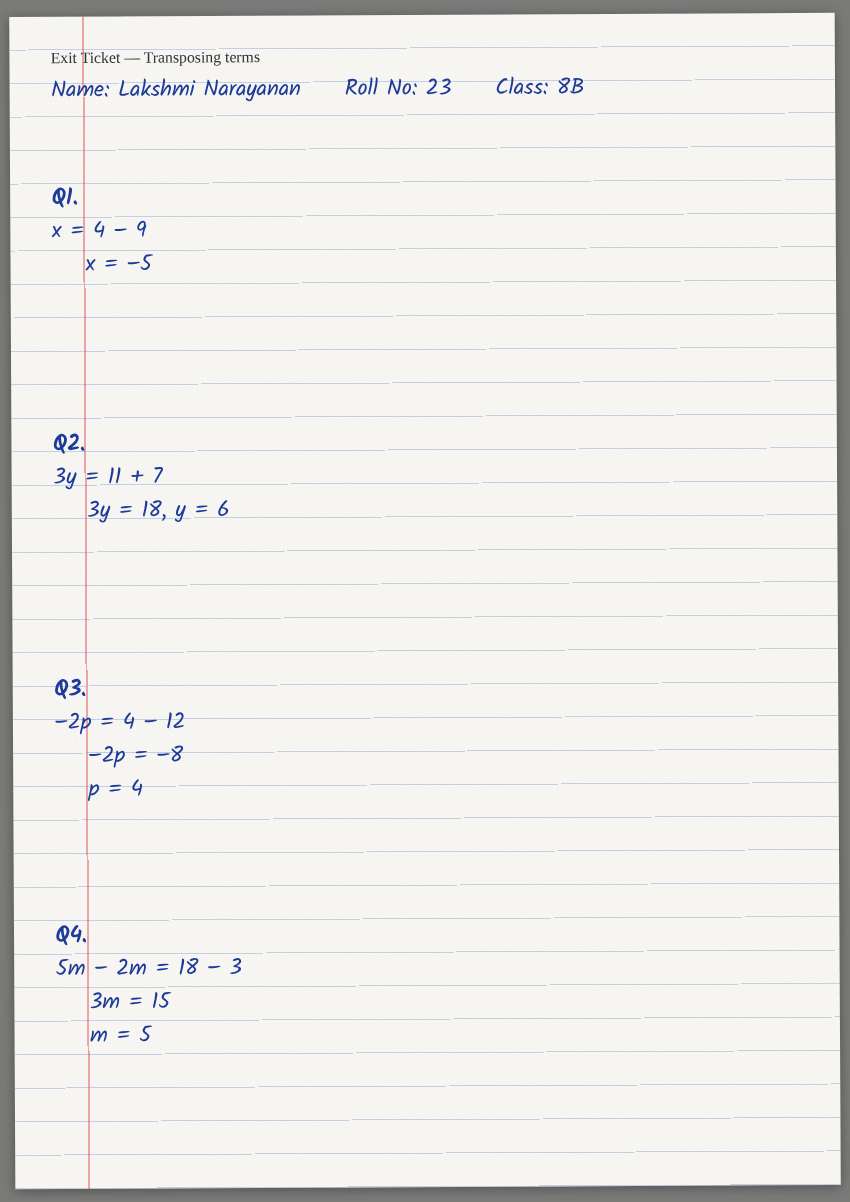 Exit Ticket — Transposing terms
Name: Lakshmi Narayanan Roll No: 23 Class: 8B
Q1.
x = 4 − 9
x = −5
Q2.
3y = 11 + 7
3y = 18, y = 6
Q3.
−2p = 4 − 12
−2p = −8
p = 4
Q4.
5m − 2m = 18 − 3
3m = 15
m = 5